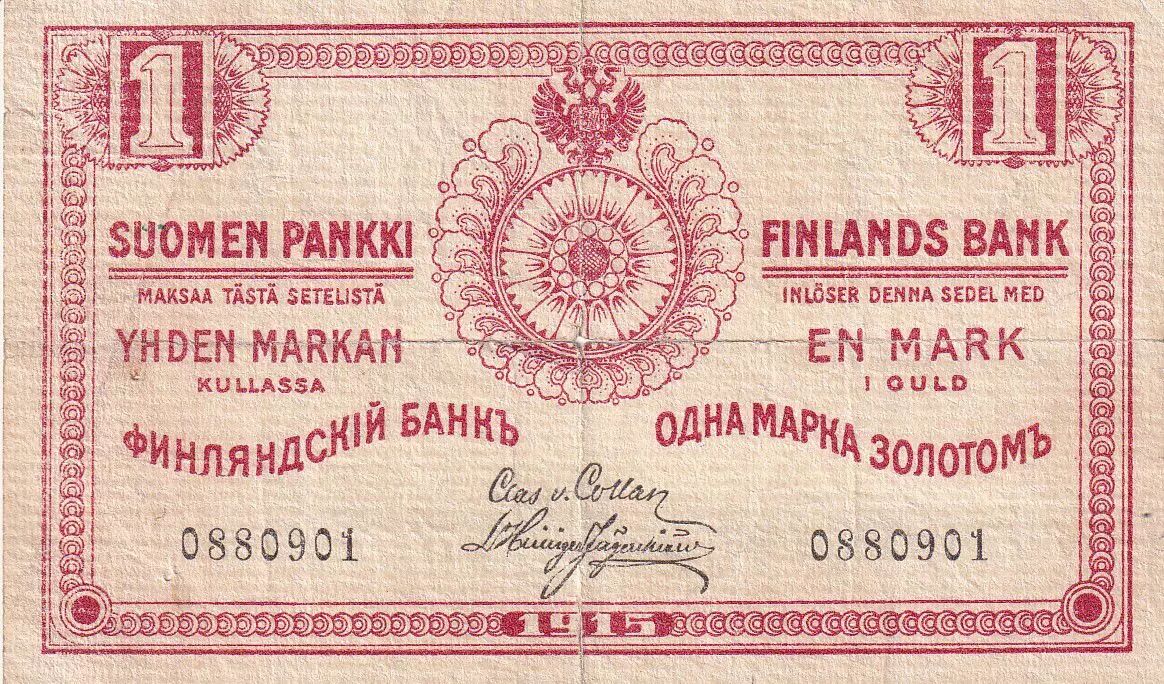 1 1
SUOMEN PANKKI
MAKSAA TÄSTÄ SETELISTÄ
YHDEN MARKAN
KULLASSA
FINLANDS BANK
INLÖSER DENNA SEDEL MED
EN MARK
I GULD
ФИНЛЯНДСКІЙ БАНКЪ
ОДНА МАРКА ЗОЛОТОМЪ
Clas v. Collan
0880901 0880901
1915